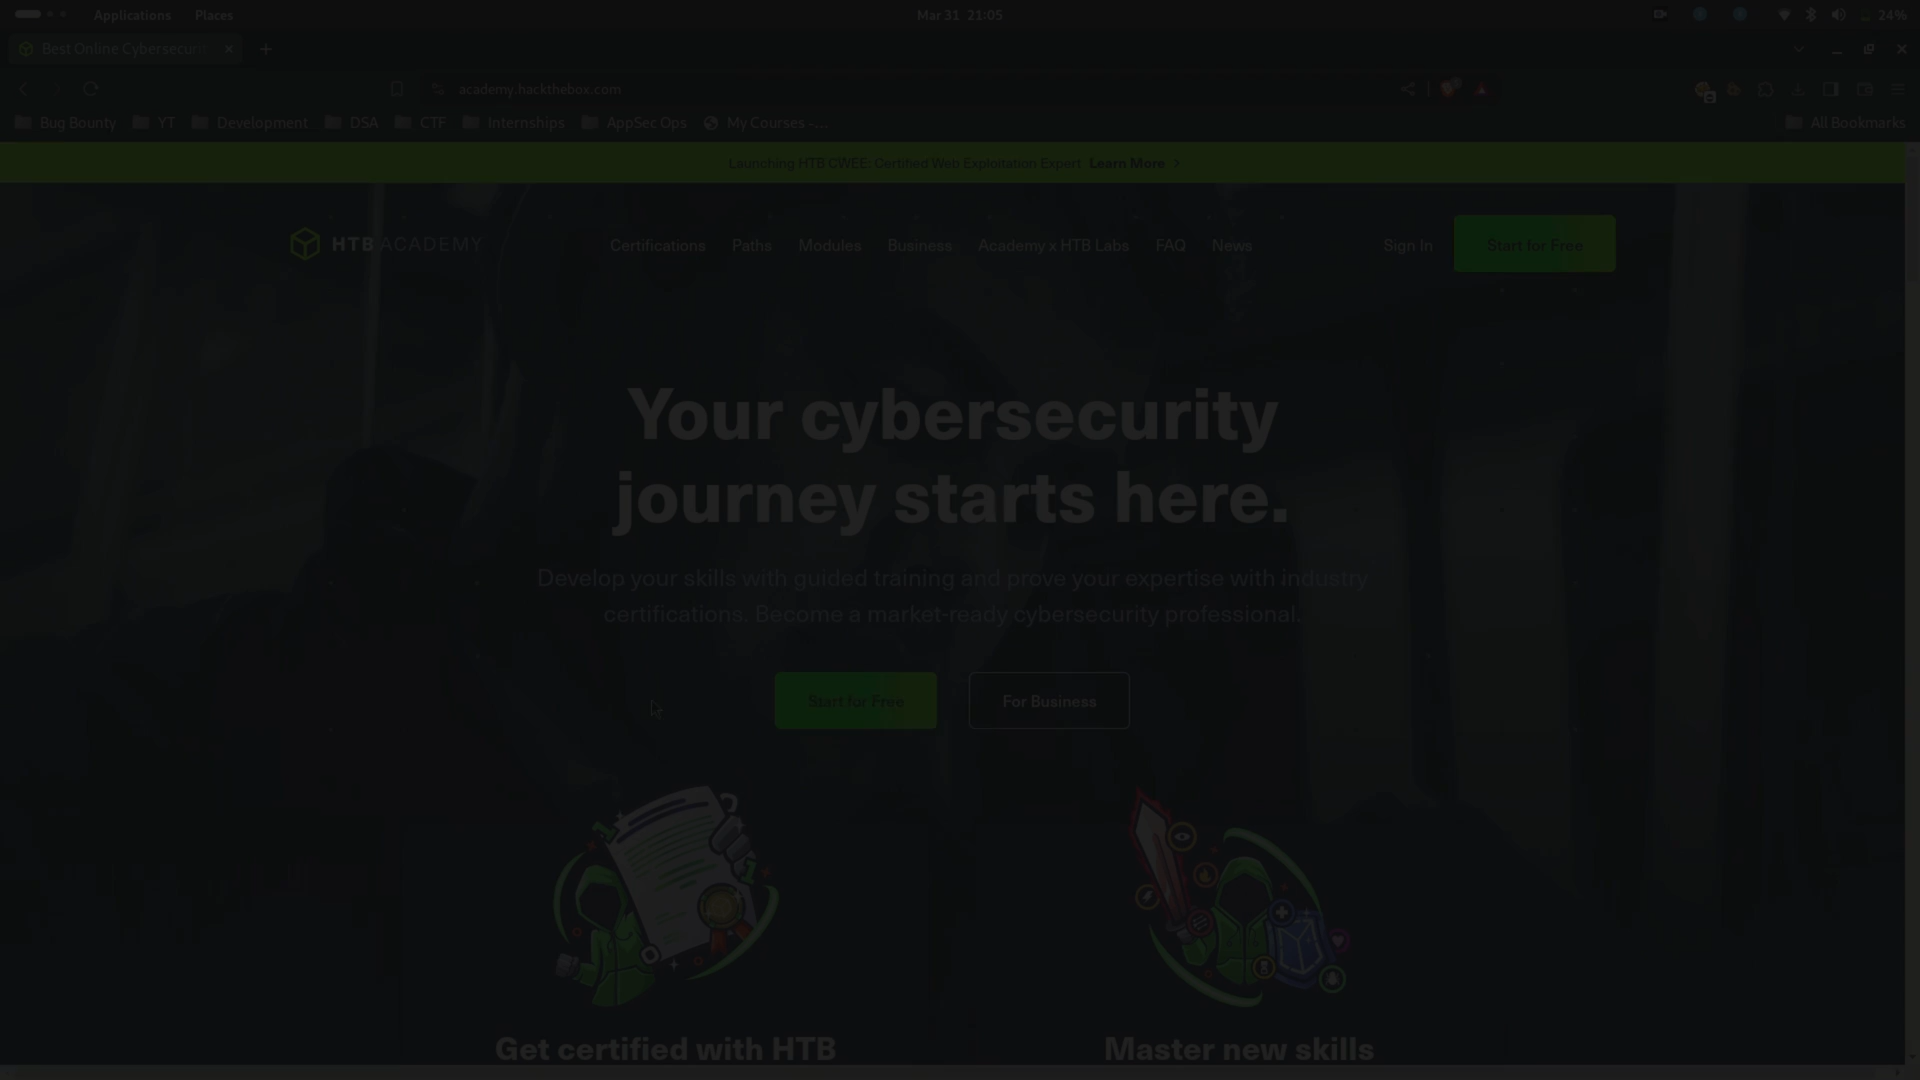 Applications Places Mar 31 21:05 24%
Best Online Cybersecuri
academy.hackthebox.com
Bug Bounty YT Development DSA CTF Internships AppSec Ops My Courses -... All Bookmarks
Launching HTB CWEE: Certified Web Exploitation Expert Learn More
HTB ACADEMY Certifications Paths Modules Business Academy x HTB Labs FAQ News Sign In Start for Free
Your cybersecurity
journey starts here.
Develop your skills with guided training and prove your expertise with industry
certifications. Become a market-ready cybersecurity professional.
Start for Free For Business
Get certified with HTB Master new skills